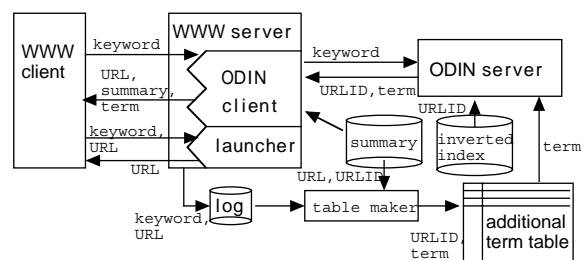 WWW
client
keyword
URL,
summary,
term
keyword,
URL
URL
WWW server
ODIN
client
launcher
keyword
URLID,term
ODIN server
URLID
summary
inverted
index
term
URL,URLID
keyword,
URL
log
table maker
URLID,
term
additional
term table